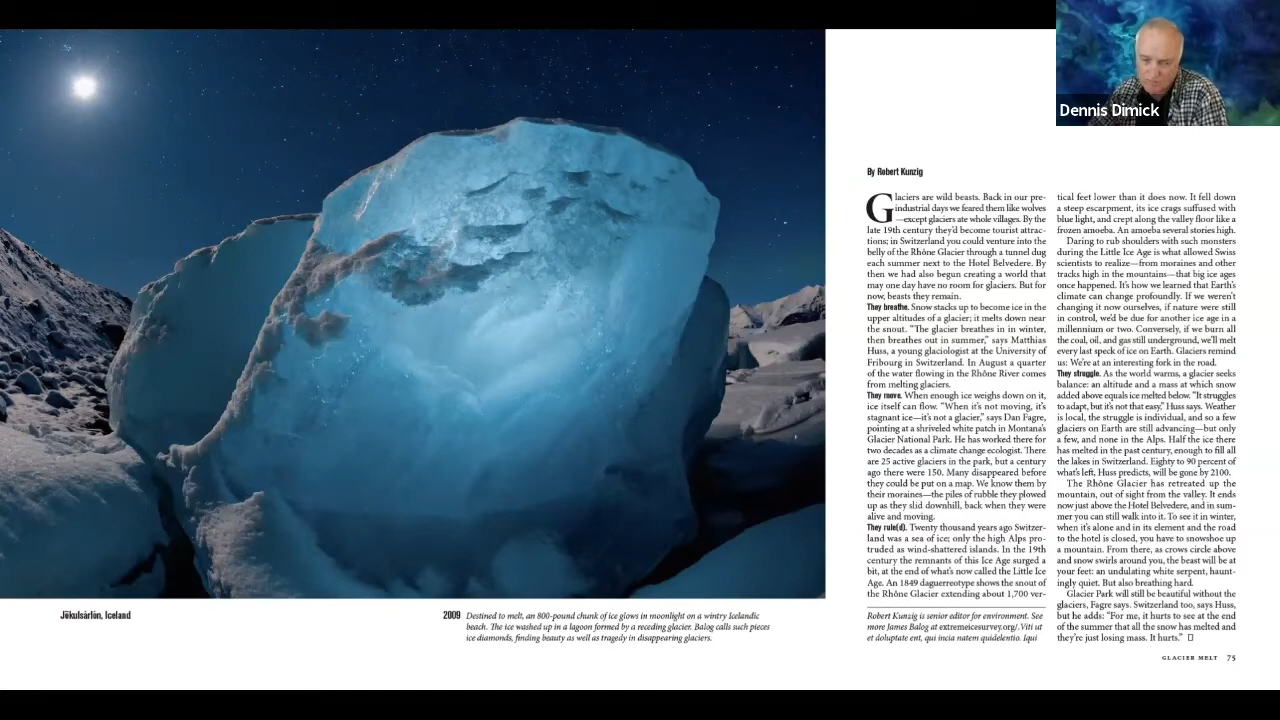 Dennis Dimick
By Robert Kunzig
Glaciers are wild beasts. Back in our pre-
industrial days we feared them like wolves
—except glaciers ate whole villages. By the
late 19th century they'd become tourist attrac-
tions; in Switzerland you could venture into the
belly of the Rhône Glacier through a tunnel dug
each summer next to the Hotel Belvedere. By
then we had also begun creating a world that
may one day have no room for glaciers. But for
now, beasts they remain.
They breathe. Snow stacks up to become ice in the
upper altitudes of a glacier; it melts down near
the snout. "The glacier breathes in in winter,
then breathes out in summer," says Matthias
Huss, a young glaciologist at the University of
Fribourg in Switzerland. In August a quarter
of the water flowing in the Rhône River comes
from melting glaciers.
They move. When enough ice weighs down on it,
ice itself can flow. "When it's not moving, it's
stagnant ice—it's not a glacier," says Dan Fagre,
pointing at a shriveled white patch in Montana's
Glacier National Park. He has worked there for
two decades as a climate change ecologist. There
are 25 active glaciers in the park, but a century
ago there were 150. Many disappeared before
they could be put on a map. We know them by
their moraines—the piles of rubble they plowed
up as they slid downhill, back when they were
alive and moving.
They rule(d). Twenty thousand years ago Switzer-
land was a sea of ice; only the high Alps pro-
truded as wind-shattered islands. In the 19th
century the remnants of this Ice Age surged a
bit, at the end of what's now called the Little Ice
Age. An 1849 daguerreotype shows the snout of
the Rhône Glacier extending about 1,700 ver-
tical feet lower than it does now. It fell down
a steep escarpment, its ice crags suffused with
blue light, and crept along the valley floor like a
frozen amoeba. An amoeba several stories high.
Daring to rub shoulders with such monsters
during the Little Ice Age is what allowed Swiss
scientists to realize—from moraines and other
tracks high in the mountains—that big ice ages
once happened. It's how we learned that Earth's
climate can change profoundly. If we weren't
changing it now ourselves, if nature were still
in control, we'd be due for another ice age in a
millennium or two. Conversely, if we burn all
the coal, oil, and gas still underground, we'll melt
every last speck of ice on Earth. Glaciers remind
us: We're at an interesting fork in the road.
They struggle. As the world warms, a glacier seeks
balance: an altitude and a mass at which snow
added above equals ice melted below. "It struggles
to adapt, but it's not that easy," Huss says. Weather
is local, the struggle is individual, and so a few
glaciers on Earth are still advancing—but only
a few, and none in the Alps. Half the ice there
has melted in the past century, enough to fill all
the lakes in Switzerland. Eighty to 90 percent of
what's left, Huss predicts, will be gone by 2100.
The Rhône Glacier has retreated up the
mountain, out of sight from the valley. It ends
now just above the Hotel Belvedere, and in sum-
mer you can still walk into it. To see it in winter,
when it's alone and in its element and the road
to the hotel is closed, you have to snowshoe up
a mountain. From there, as crows circle above
and snow swirls around you, the beast will be at
your feet: an undulating white serpent, haunt-
ingly quiet. But also breathing hard.
Glacier Park will still be beautiful without the
glaciers, Fagre says. Switzerland too, says Huss,
but he adds: "For me, it hurts to see at the end
of the summer that all the snow has melted and
they're just losing mass. It hurts."
Robert Kunzig is senior editor for environment. See
more James Balog at extremeicesurvey.org/. Viti ut
et doluptate ent, qui incia natem quidelentio. Iqui
Jökulsárlón, Iceland
2009 Destined to melt, an 800-pound chunk of ice glows in moonlight on a wintry Icelandic
beach. The ice washed up in a lagoon formed by a receding glacier. Balog calls such pieces
ice diamonds, finding beauty as well as tragedy in disappearing glaciers.
GLACIER MELT 75